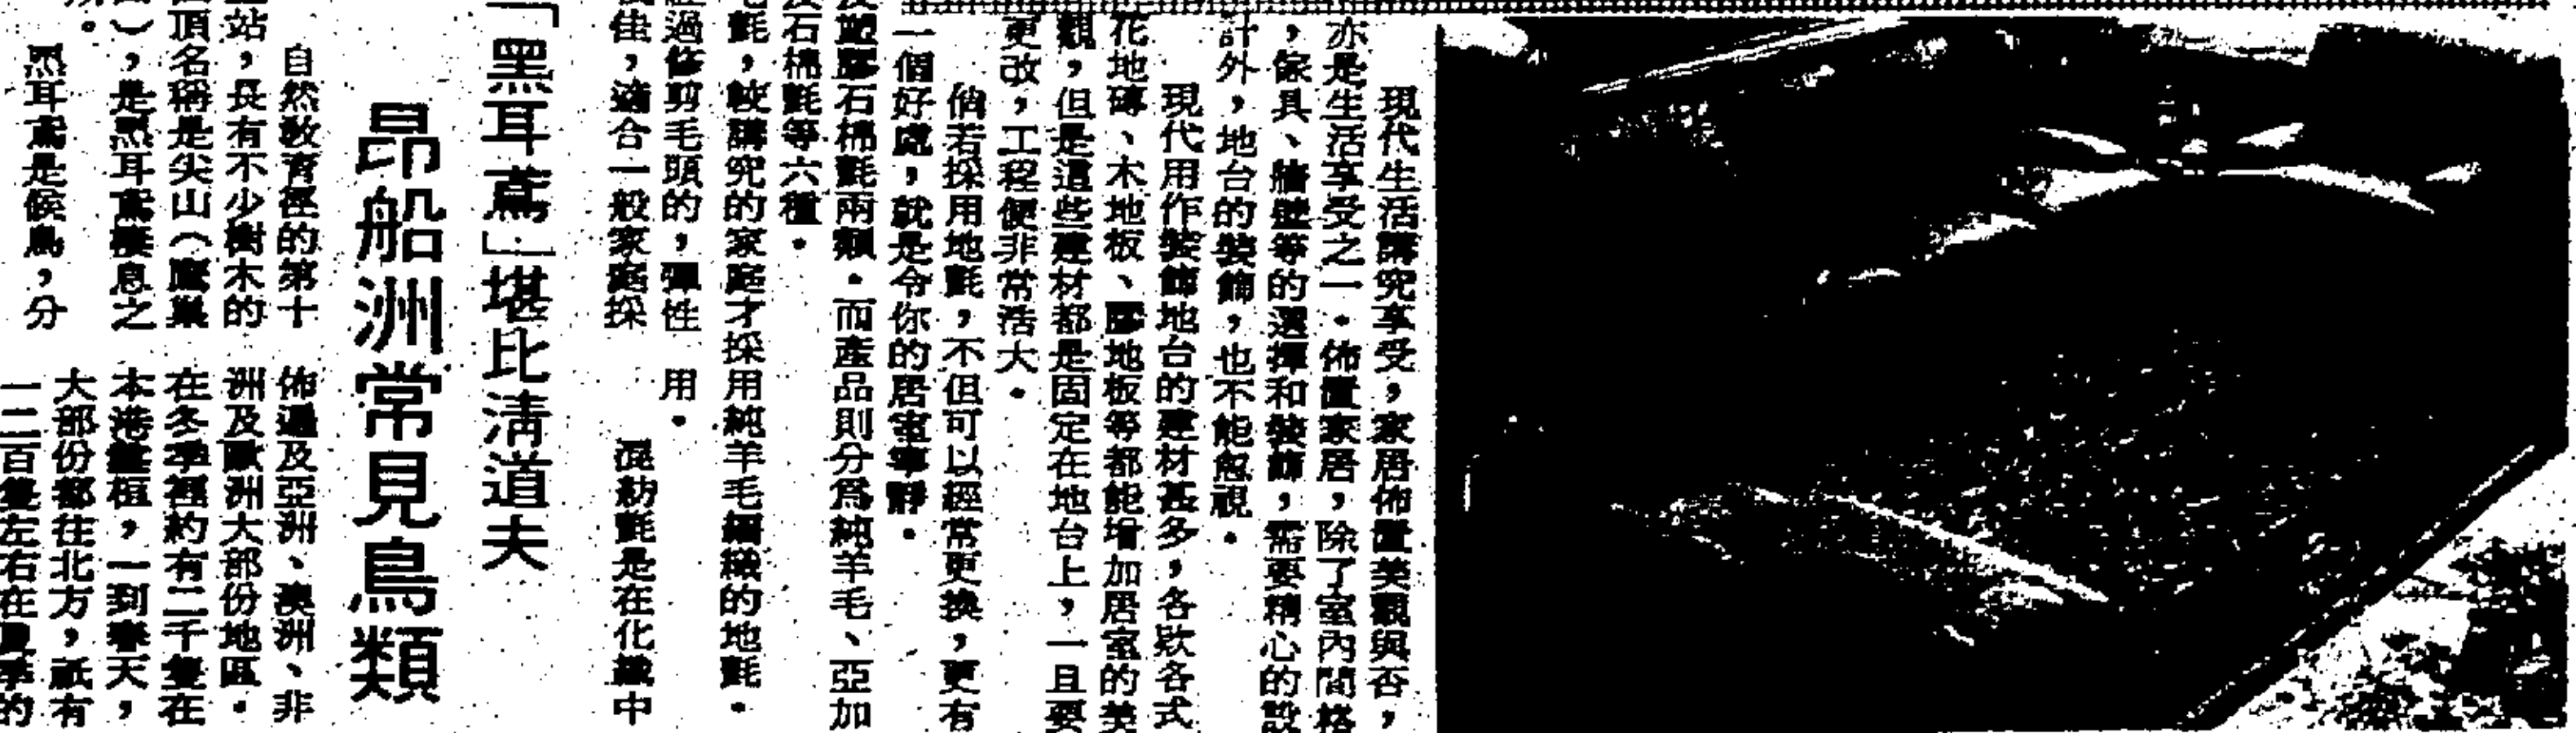 現代生活講究享受，家居佈置美觀與否，
亦是生活享受之一．佈置家居，除了室內間格
，傢具、牆壁等的選擇和裝飾，需要精心的設
計外，地台的裝飾，也不能忽視．
現代用作裝飾地台的建材甚多，各欵各式
花地磚、木地板、膠地板等都能增加居室的美
觀，但是這些建材都是固定在地台上，一旦要
更改，工程便非常浩大．
倘若採用地氈，不但可以經常更換，更有
一個好處，就是令你的居室寧靜．
塑膠石棉氈兩類．而產品則分爲純羊毛、亞加
石棉氈等六種．
氈，較講究的家庭才採用純羊毛編織的地氈．
過修剪毛頭的，彈性
佳，適合一般家庭採
用．
混紡氈是在化纖中
「黑耳鳶」堪比清道夫
昂船洲常見鳥類
自然敎育徑的第十
站，長有不少樹木的
頂名稱是尖山（鷹巢
），是黑耳鳶棲息之
．
黑耳鳶是候鳥，分
佈遍及亞洲、澳洲、非
洲及歐洲大部份地區．
在冬季裡約有二千隻在
本港盤桓，一到春天，
大部份都往北方，祇有
一二百隻左右在夏季的